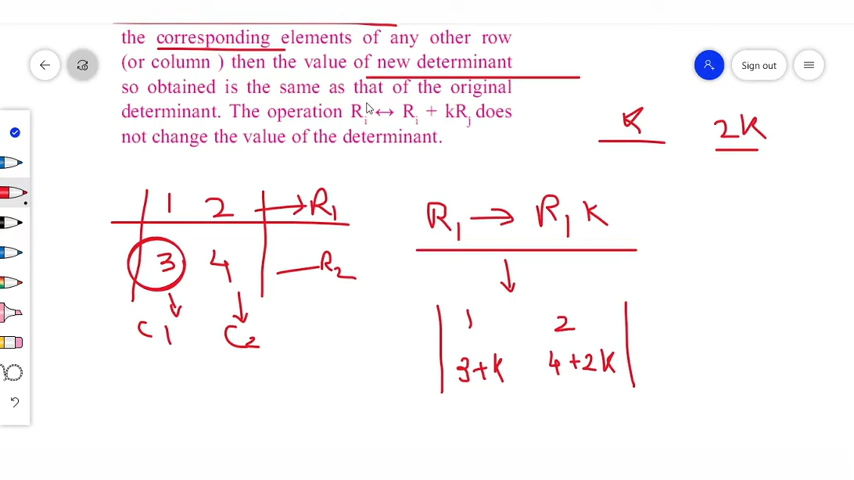 the corresponding elements of any other row
(or column ) then the value of new determinant
so obtained is the same as that of the original
determinant. The operation Rᵢ ↔ Rᵢ + kRⱼ does
not change the value of the determinant.
Sign out
K 2K
1 2 → R₁
3 4 — R₂
C1 C₂
R₁ → R₁ K
1 2
3+K 4+2K